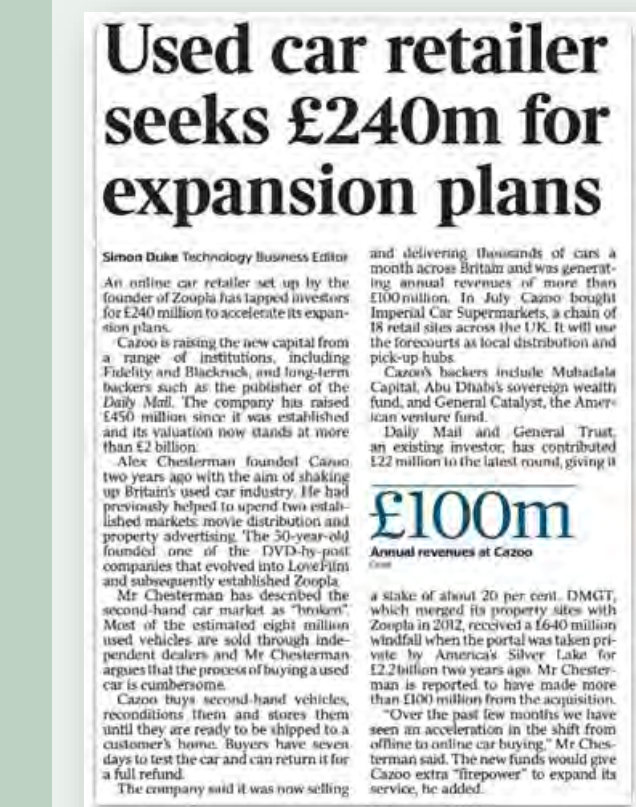 Used car retailer
seeks £240m for
expansion plans
Simon Duke Technology Business Editor
An online car retailer set up by the
founder of Zoopla has tapped investors
for £240 million to accelerate its expan-
sion plans.
Cazoo is raising the new capital from
a range of institutions, including
Fidelity and Blackrock, and long-term
backers such as the publisher of the
Daily Mail. The company has raised
£450 million since it was established
and its valuation now stands at more
than £2 billion.
Alex Chesterman founded Cazoo
two years ago with the aim of shaking
up Britain's used car industry. He had
previously helped to upend two estab-
lished markets: movie distribution and
property advertising. The 50-year-old
founded one of the DVD-by-post
companies that evolved into LoveFilm
and subsequently established Zoopla.
Mr Chesterman has described the
second-hand car market as "broken".
Most of the estimated eight million
used vehicles are sold through inde-
pendent dealers and Mr Chesterman
argues that the process of buying a used
car is cumbersome.
Cazoo buys second-hand vehicles,
reconditions them and stores them
until they are ready to be shipped to a
customer's home. Buyers have seven
days to test the car and can return it for
a full refund.
The company said it was now selling
and delivering thousands of cars a
month across Britain and was generat-
ing annual revenues of more than
£100 million. In July Cazoo bought
Imperial Car Supermarkets, a chain of
18 retail sites across the UK. It will use
the forecourts as local distribution and
pick-up hubs.
Cazoo's backers include Mubadala
Capital, Abu Dhabi's sovereign wealth
fund, and General Catalyst, the Amer-
ican venture fund.
Daily Mail and General Trust,
an existing investor, has contributed
£22 million to the latest round, giving it
£100m
Annual revenues at Cazoo
a stake of about 20 per cent. DMGT,
which merged its property sites with
Zoopla in 2012, received a £640 million
windfall when the portal was taken pri-
vate by America's Silver Lake for
£2.2 billion two years ago. Mr Chester-
man is reported to have made more
than £100 million from the acquisition.
"Over the past few months we have
seen an acceleration in the shift from
offline to online car buying," Mr Ches-
terman said. The new funds would give
Cazoo extra "firepower" to expand its
service, he added.